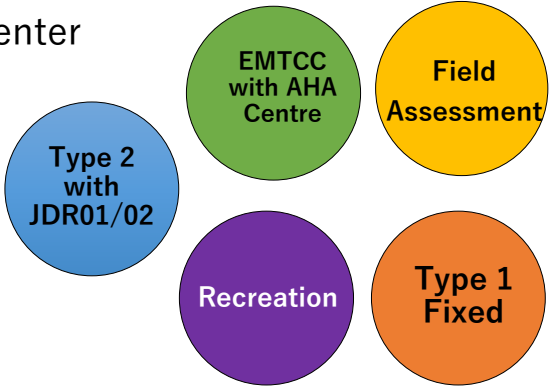 enter
EMTCC
with AHA
Centre
Field
Assessment
Type 2
with
JDR01/02
Recreation
Type 1
Fixed